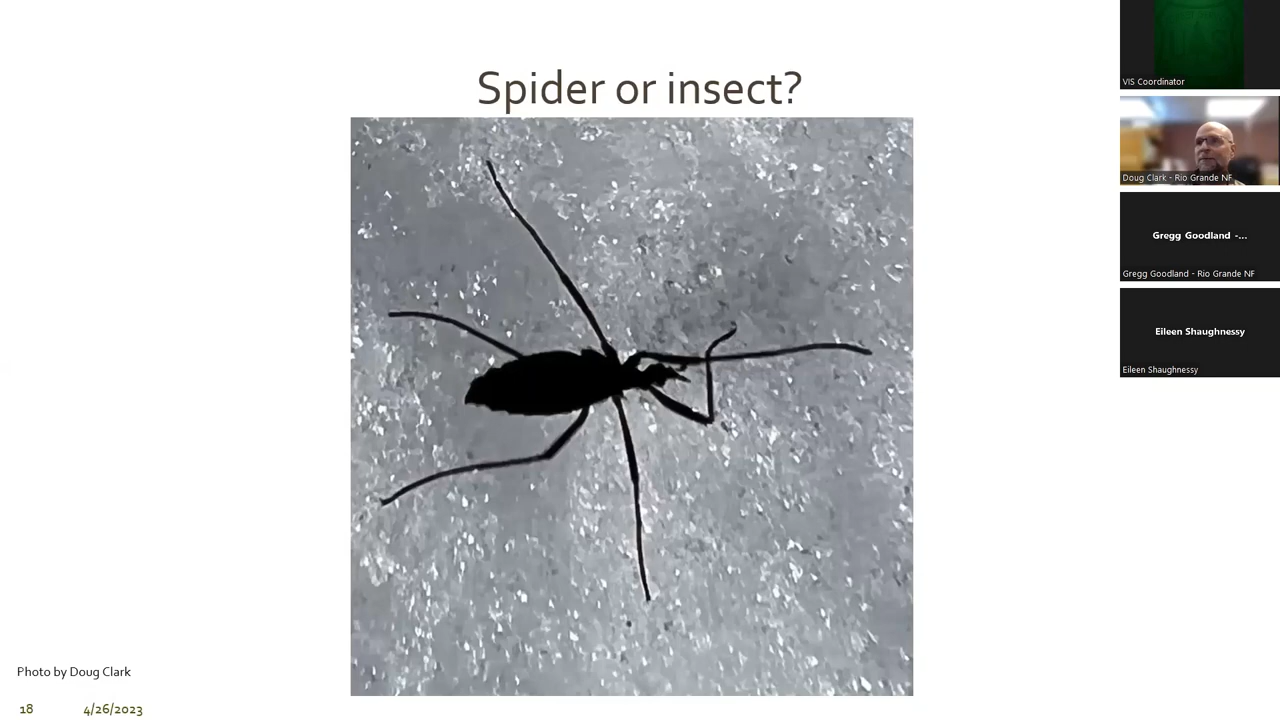 Spider or insect?
Photo by Doug Clark
18
4/26/2023
VIS Coordinator
Doug Clark - Rio Grande NF
Gregg Goodland -...
Gregg Goodland - Rio Grande NF
Eileen Shaughnessy
Eileen Shaughnessy